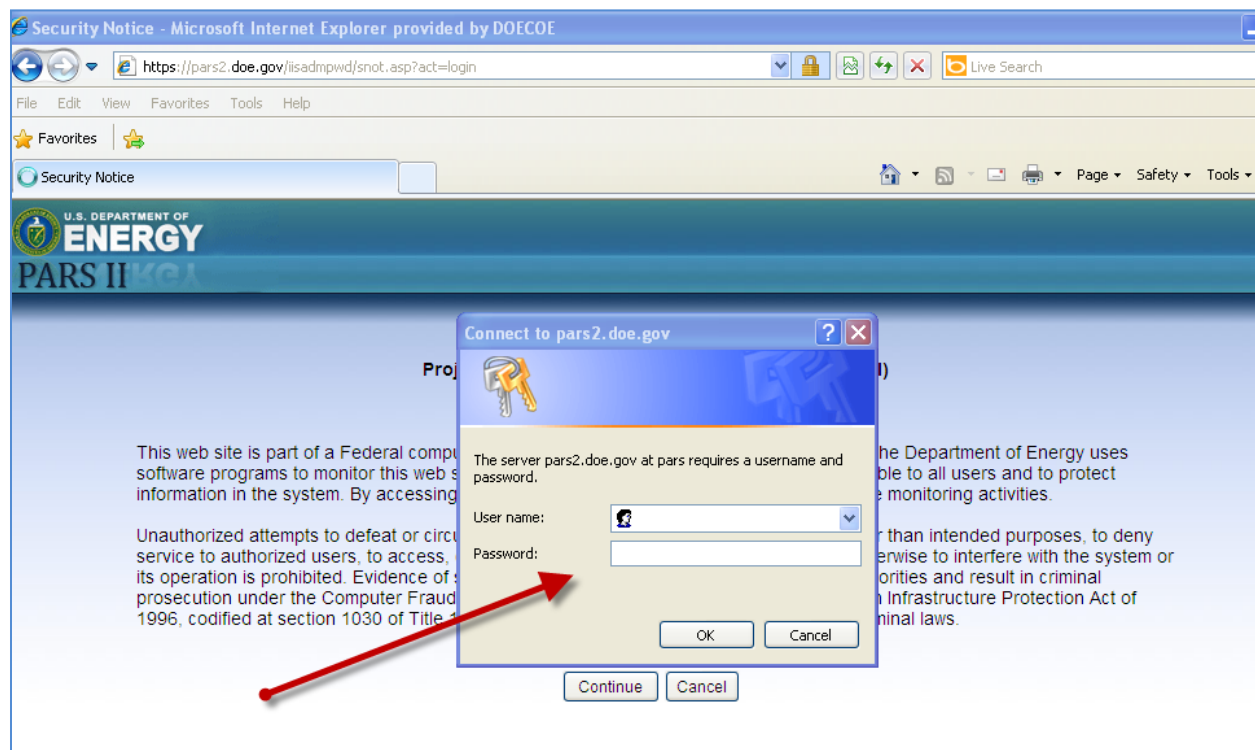 Security Notice - Microsoft Internet Explorer provided by DOECOE
https://pars2.doe.gov/iisadmpwd/snot.asp?act=login
Live Search
File Edit View Favorites Tools Help
Favorites
Security Notice
Page Safety Tools
U.S. DEPARTMENT OF
ENERGY
PARS II
Connect to pars2.doe.gov
Proj I)
This web site is part of a Federal compu he Department of Energy uses
software programs to monitor this web s ble to all users and to protect
information in the system. By accessing e monitoring activities.
The server pars2.doe.gov at pars requires a username and
password.
User name:
Password:
Unauthorized attempts to defeat or circu r than intended purposes, to deny
service to authorized users, to access, erwise to interfere with the system or
its operation is prohibited. Evidence of s orities and result in criminal
prosecution under the Computer Fraud n Infrastructure Protection Act of
1996, codified at section 1030 of Title 1 minal laws.
OK Cancel
Continue Cancel